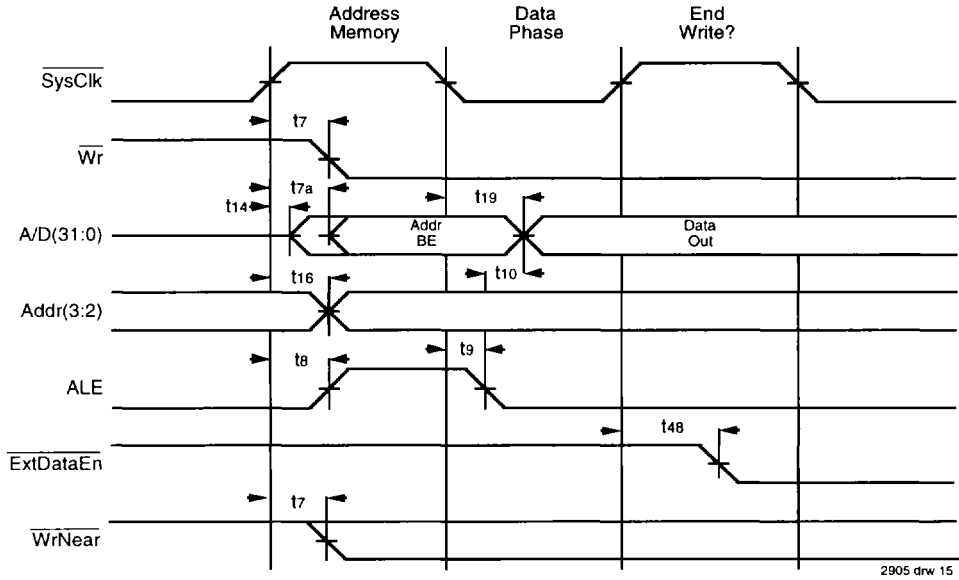 Address
Memory
Data
Phase
End
Write?
SysClk
t7
Wr
t7a
t14
t19
A/D(31:0)
Addr
BE
Data
Out
t16
t10
Addr(3:2)
t8
t9
ALE
t48
ExtDataEn
t7
WrNear
2905 drw 15